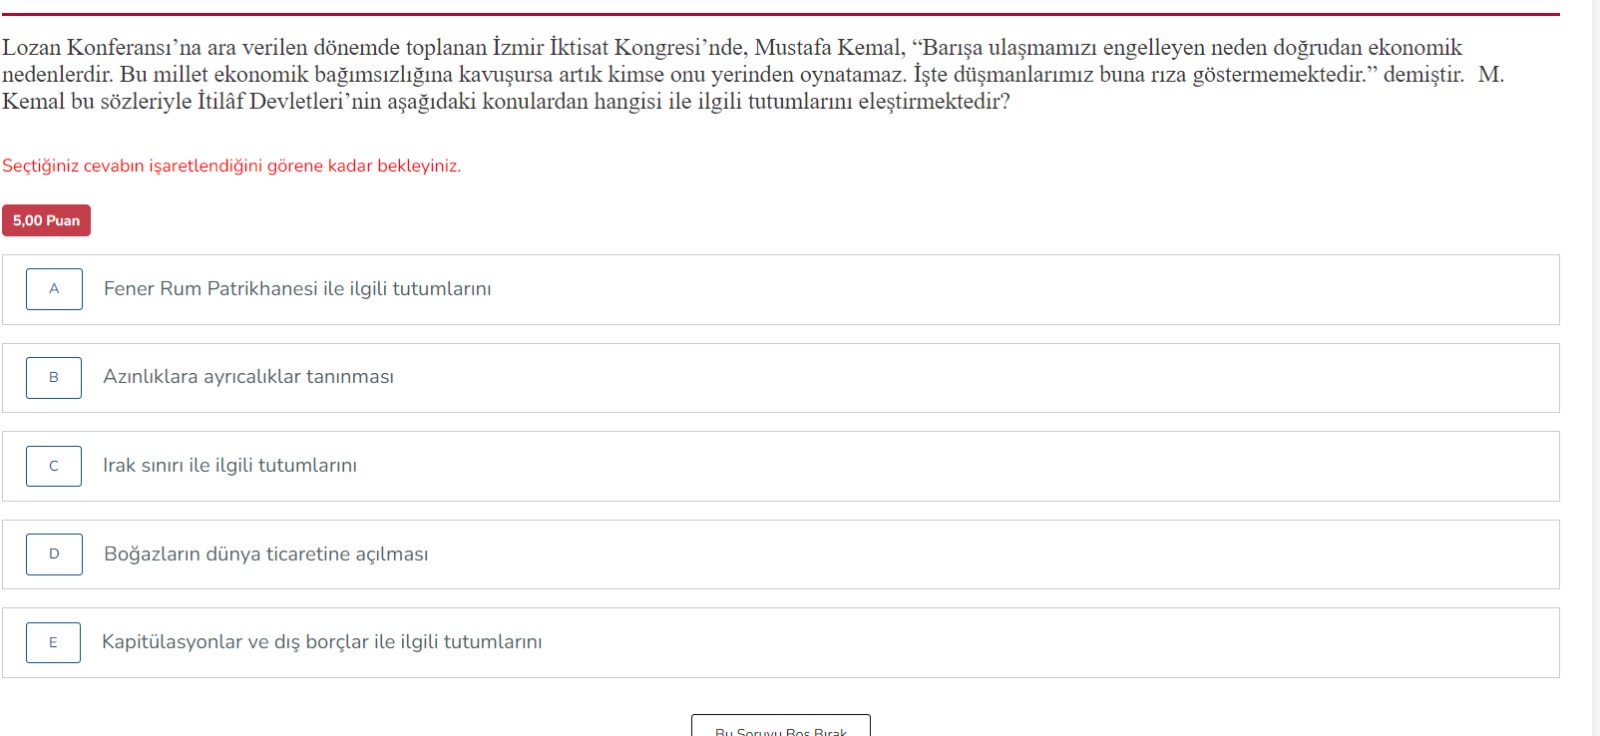 Lozan Konferansı’na ara verilen dönemde toplanan İzmir İktisat Kongresi’nde, Mustafa Kemal, “Barışa ulaşmamızı engelleyen neden doğrudan ekonomik
nedenlerdir. Bu millet ekonomik bağımsızlığına kavuşursa artık kimse onu yerinden oynatamaz. İşte düşmanlarımız buna rıza göstermemektedir.” demiştir. M.
Kemal bu sözleriyle İtilâf Devletleri’nin aşağıdaki konulardan hangisi ile ilgili tutumlarını eleştirmektedir?
Seçtiğiniz cevabın işaretlendiğini görene kadar bekleyiniz.
5,00 Puan
A Fener Rum Patrikhanesi ile ilgili tutumlarını
B Azınlıklara ayrıcalıklar tanınması
C Irak sınırı ile ilgili tutumlarını
D Boğazların dünya ticaretine açılması
E Kapitülasyonlar ve dış borçlar ile ilgili tutumlarını
Bu Soruyu Boş Bırak